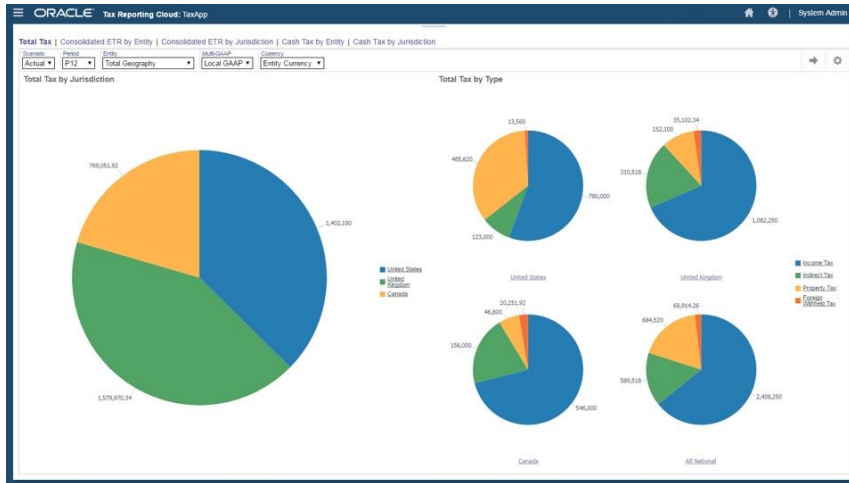 ORACLE Tax Reporting Cloud: TaxApp System Admin
Total Tax | Consolidated ETR by Entity | Consolidated ETR by Jurisdiction | Cash Tax by Entity | Cash Tax by Jurisdiction
Scenario Period Entity Multi-GAAP Currency
Actual P12 Total Geography Local GAAP Entity Currency
Total Tax by Jurisdiction
769,051.92
1,402,180
1,579,970.34
United States
United
Kingdom
Canada
Total Tax by Type
13,560
485,620
780,000
123,000
United States
35,102.34
152,100
310,518
1,082,250
United Kingdom
20,251.92
46,800
156,000
546,000
Canada
68,914.26
684,520
589,518
2,408,250
All National
Income Tax
Indirect Tax
Property Tax
Foreign
Withheld Tax